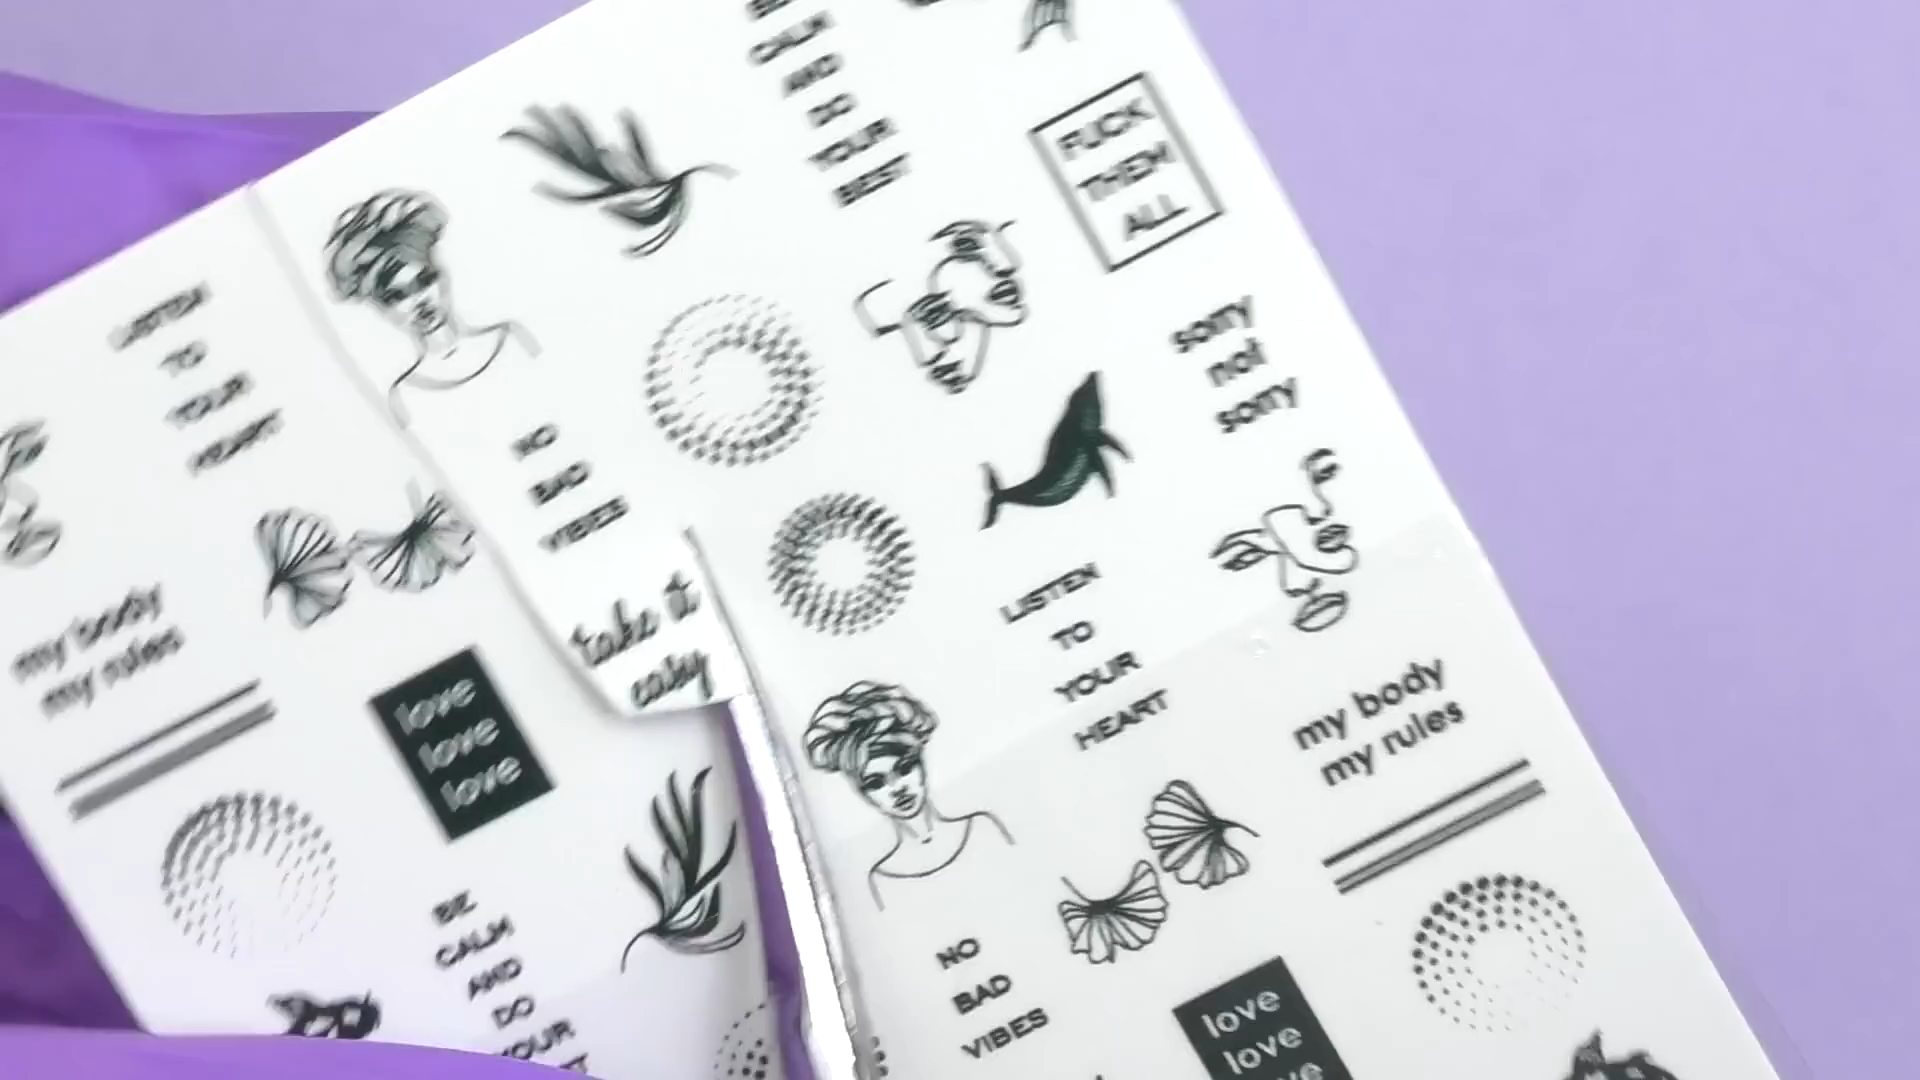 BE
CALM
AND
DO
YOUR
BEST
FUCK
THEM
ALL
sorry
not
sorry
LISTEN
TO
YOUR
HEART
NO
BAD
VIBES
take it
easy
LISTEN
TO
YOUR
HEART
my body
my rules
my body
my rules
love
love
love
BE
CALM
AND
DO
YOUR
NO
BAD
VIBES
love
love